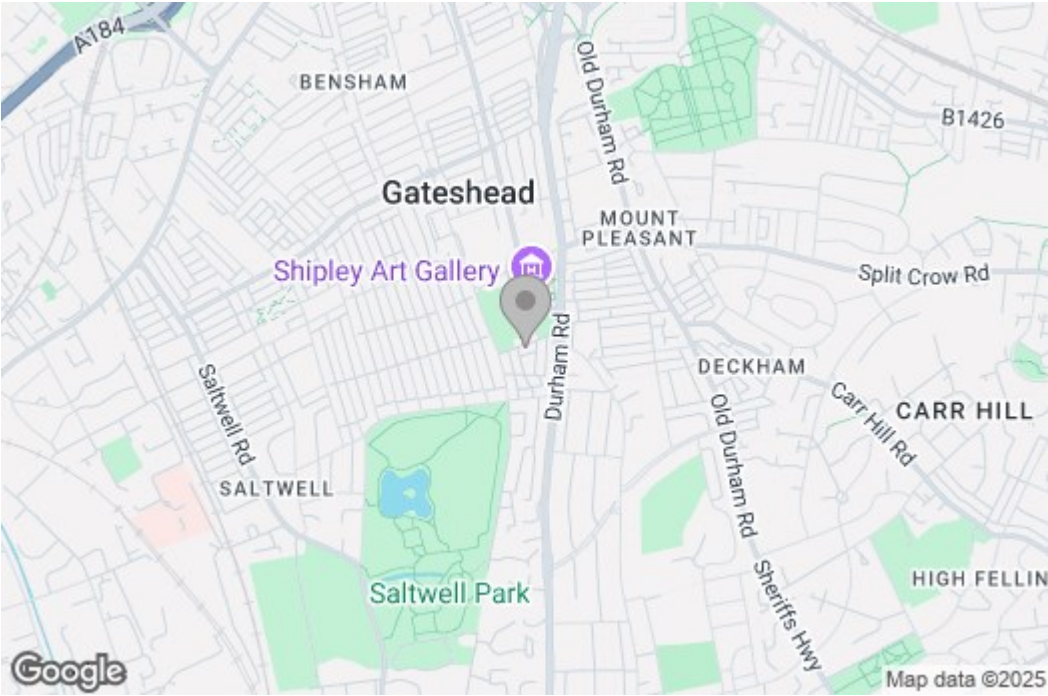 A184
BENSHAM
Old Durham Rd
B1426
Gateshead
MOUNT
PLEASANT
Shipley Art Gallery
Split Crow Rd
Durham Rd
DECKHAM
Saltwell Rd
Carr Hill Rd
CARR HILL
Old Durham Rd
SALTWELL
HIGH FELLIN
Saltwell Park
Sheriffs Hwy
Google
Map data ©2025